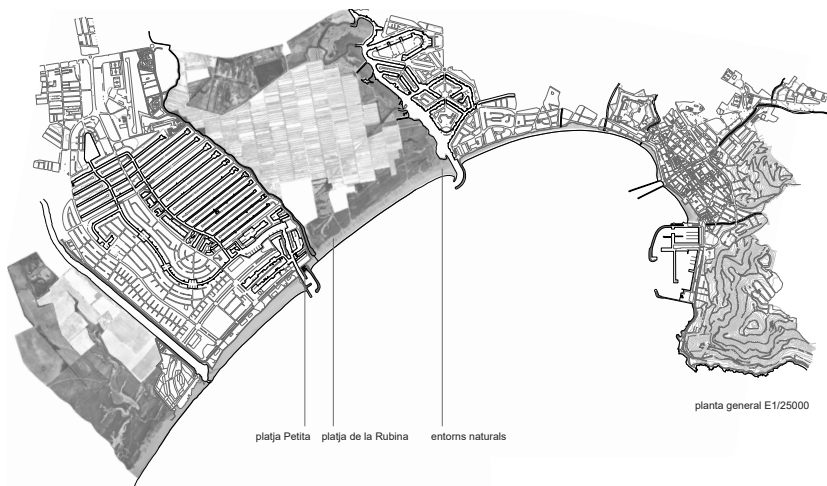 planta general E1/25000
platja Petita
platja de la Rubina
entorns naturals